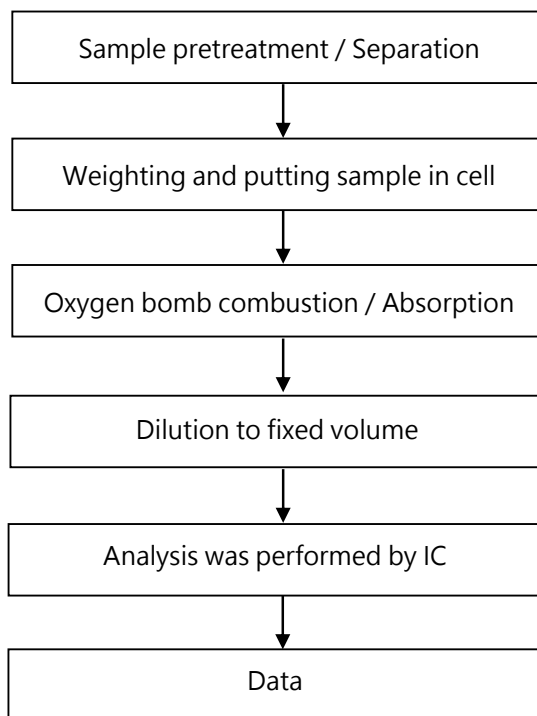 Sample pretreatment / Separation
Weighting and putting sample in cell
Oxygen bomb combustion / Absorption
Dilution to fixed volume
Analysis was performed by IC
Data